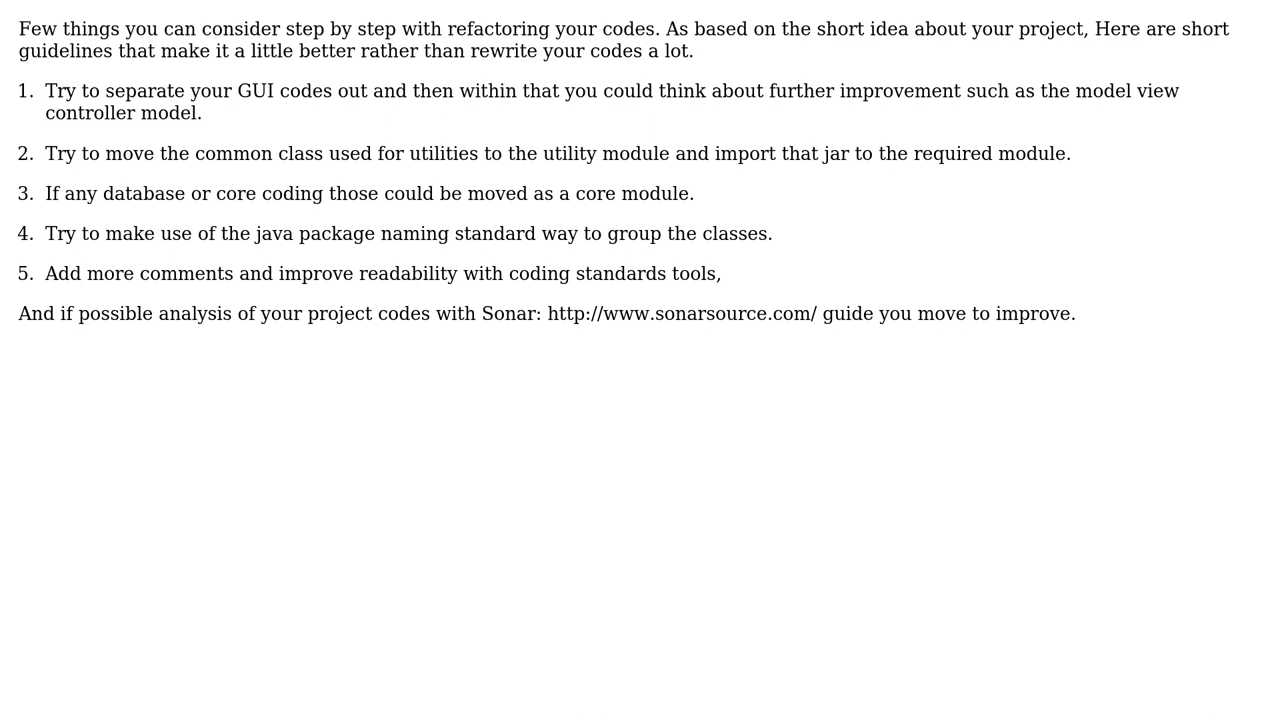 Few things you can consider step by step with refactoring your codes. As based on the short idea about your project, Here are short
guidelines that make it a little better rather than rewrite your codes a lot.
1. Try to separate your GUI codes out and then within that you could think about further improvement such as the model view
controller model.
2. Try to move the common class used for utilities to the utility module and import that jar to the required module.
3. If any database or core coding those could be moved as a core module.
4. Try to make use of the java package naming standard way to group the classes.
5. Add more comments and improve readability with coding standards tools,
And if possible analysis of your project codes with Sonar: http://www.sonarsource.com/ guide you move to improve.